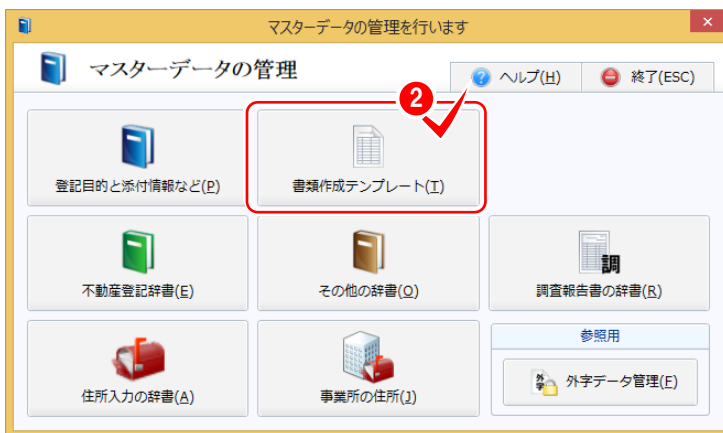 マスターデータの管理を行います
×
マスターデータの管理
ヘルプ(H)
終了(ESC)
2
登記目的と添付情報など(P)
書類作成テンプレート(T)
不動産登記辞書(E)
その他の辞書(O)
調
調査報告書の辞書(R)
参照用
住所入力の辞書(A)
事業所の住所(J)
外字
外字データ管理(F)